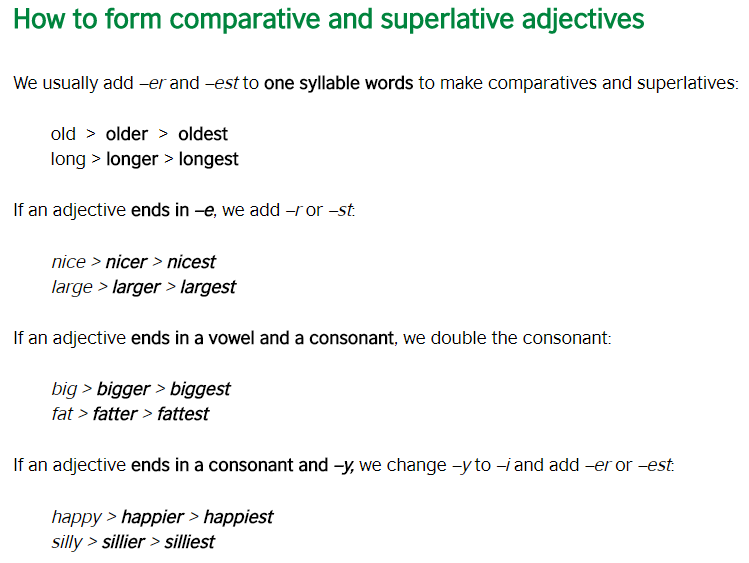 How to form comparative and superlative adjectives
We usually add –er and –est to one syllable words to make comparatives and superlatives:
old > older > oldest
long > longer > longest
If an adjective ends in –e, we add –r or –st:
nice > nicer > nicest
large > larger > largest
If an adjective ends in a vowel and a consonant, we double the consonant:
big > bigger > biggest
fat > fatter > fattest
If an adjective ends in a consonant and –y, we change –y to –i and add –er or –est:
happy > happier > happiest
silly > sillier > silliest